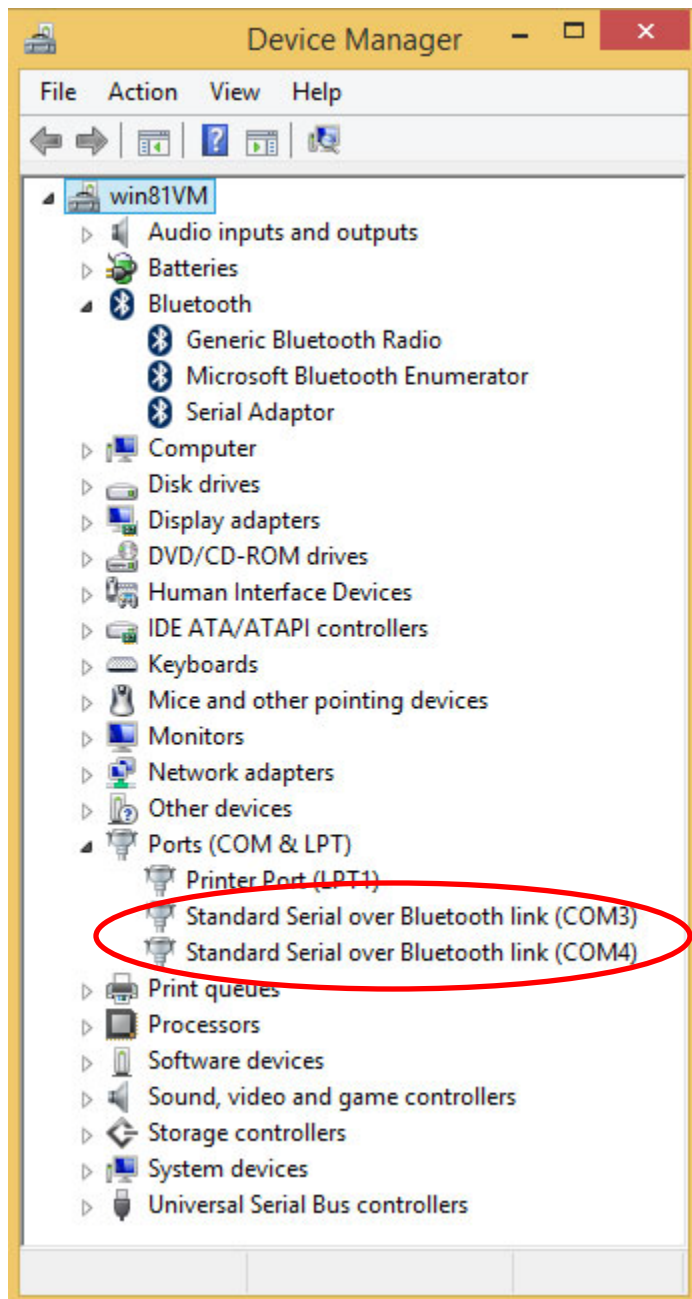 Device Manager
File Action View Help
win81VM
Audio inputs and outputs
Batteries
Bluetooth
Generic Bluetooth Radio
Microsoft Bluetooth Enumerator
Serial Adaptor
Computer
Disk drives
Display adapters
DVD/CD-ROM drives
Human Interface Devices
IDE ATA/ATAPI controllers
Keyboards
Mice and other pointing devices
Monitors
Network adapters
Other devices
Ports (COM & LPT)
Printer Port (LPT1)
Standard Serial over Bluetooth link (COM3)
Standard Serial over Bluetooth link (COM4)
Print queues
Processors
Software devices
Sound, video and game controllers
Storage controllers
System devices
Universal Serial Bus controllers